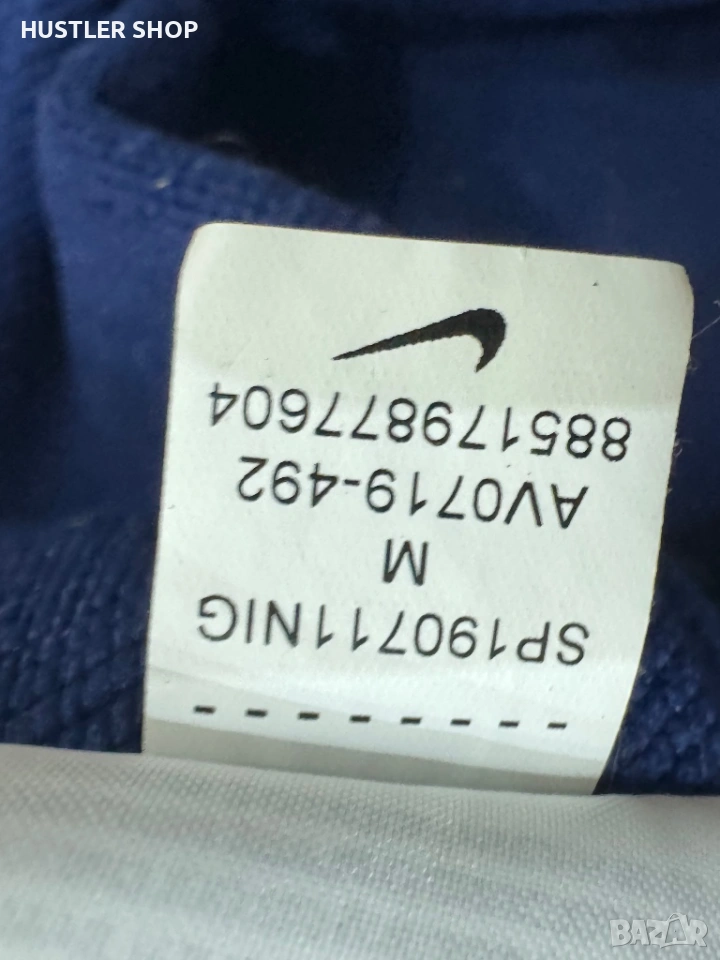 HUSTLER SHOP
SP190711NIG
M
AV0719-492
885179877604
BAZAR